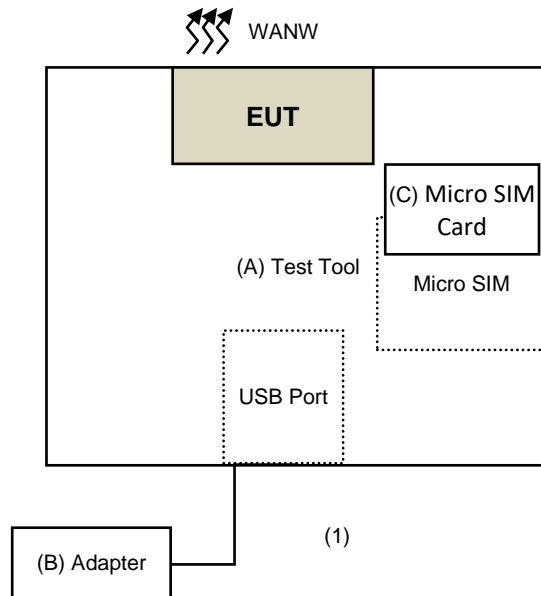 WANW
EUT
(C) Micro SIM
Card
(A) Test Tool
Micro SIM
USB Port
(1)
(B) Adapter